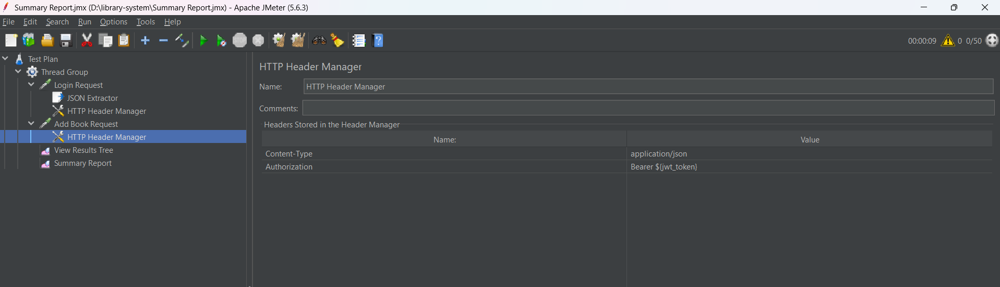 Summary Report.jmx (D:\library-system\Summary Report.jmx) - Apache JMeter (5.6.3)
File Edit Search Run Options Tools Help
STOP ? 00:00:09 0 0/50
Test Plan
Thread Group
Login Request
JSON Extractor
HTTP Header Manager
Add Book Request
HTTP Header Manager
View Results Tree
Summary Report
HTTP Header Manager
Name: HTTP Header Manager
Comments:
Headers Stored in the Header Manager
Name: Value
Content-Type application/json
Authorization Bearer ${jwt_token}